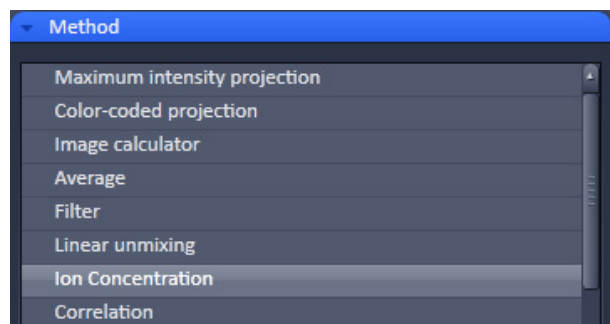 Method
Maximum intensity projection
Color-coded projection
Image calculator
Average
Filter
Linear unmixing
Ion Concentration
Correlation